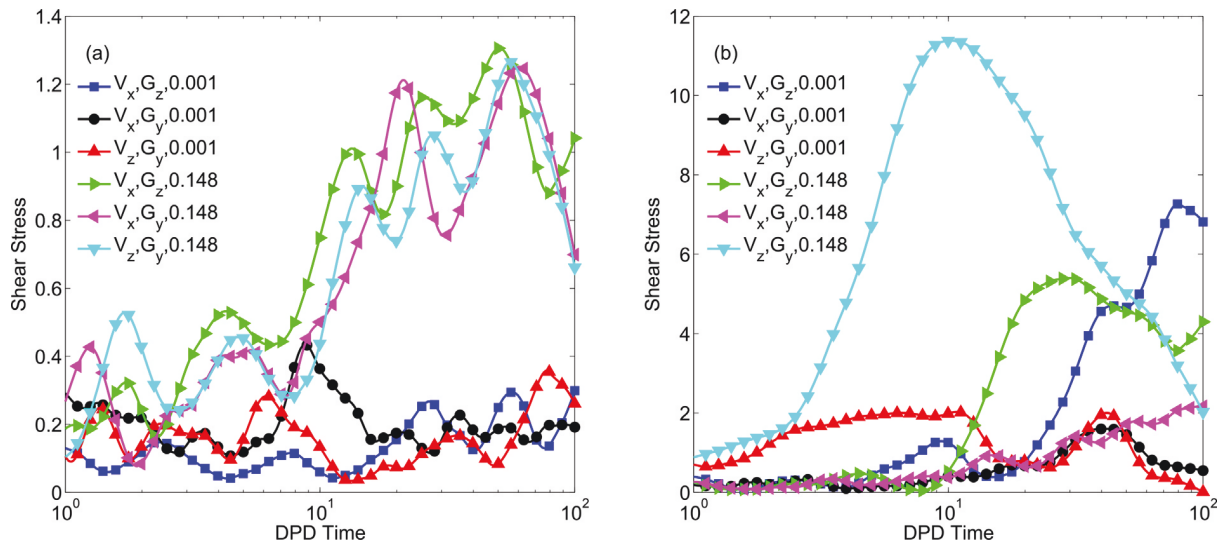 (a)
V_x,G_z,0.001
V_x,G_y,0.001
V_z,G_y,0.001
V_x,G_z,0.148
V_x,G_y,0.148
V_z,G_y,0.148
1.4
1.2
1
0.8
0.6
0.4
0.2
0
Shear Stress
10^0 10^1 10^2
DPD Time
(b)
V_x,G_z,0.001
V_x,G_y,0.001
V_z,G_y,0.001
V_x,G_z,0.148
V_x,G_y,0.148
V_z,G_y,0.148
12
10
8
6
4
2
0
Shear Stress
10^0 10^1 10^2
DPD Time